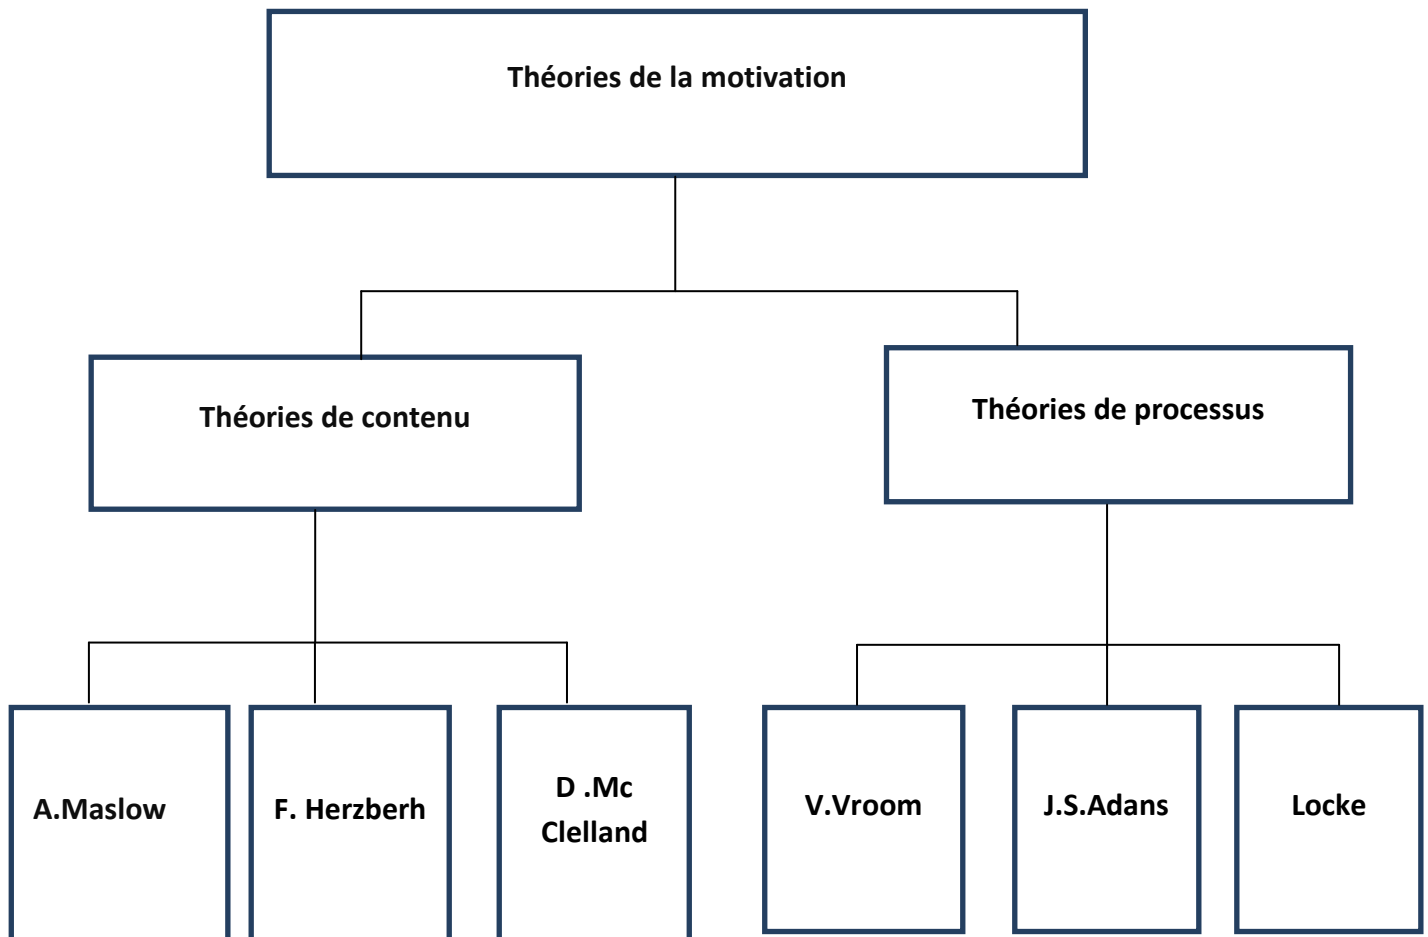 Théories de la motivation
Théories de contenu
Théories de processus
A.Maslow
F. Herzberh
D .Mc
Clelland
V.Vroom
J.S.Adans
Locke